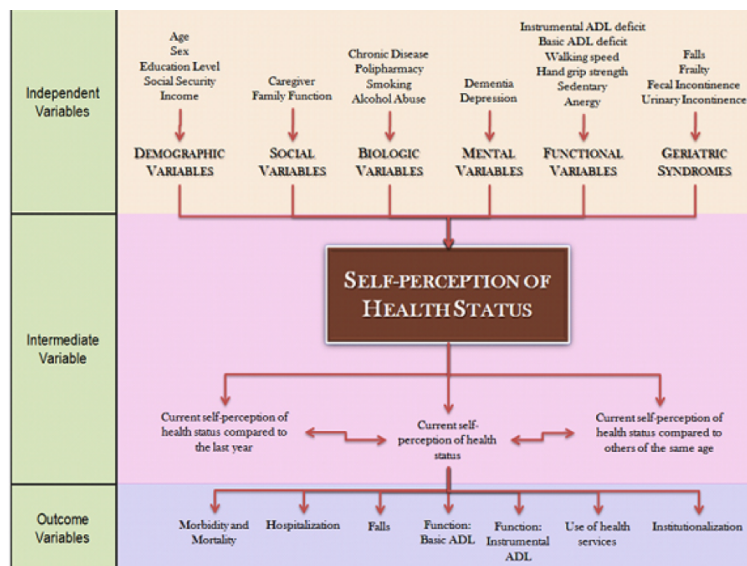 Independent
Variables
Age
Sex
Education Level
Social Security
Income
DEMOGRAPHIC
VARIABLES
Caregiver
Family Function
SOCIAL
VARIABLES
Chronic Disease
Polipharmacy
Smoking
Alcohol Abuse
BIOLOGIC
VARIABLES
Dementia
Depression
MENTAL
VARIABLES
Instrumental ADL deficit
Basic ADL deficit
Walking speed
Hand grip strength
Sedentary
Anergy
FUNCTIONAL
VARIABLES
Falls
Frailty
Fecal Incontinence
Urinary Incontinence
GERIATRIC
SYNDROMES
Intermediate
Variable
SELF-PERCEPTION OF
HEALTH STATUS
Current self-perception of
health status compared to
the last year
Current self-
perception of health
status
Current self-perception of
health status compared to
others of the same age
Outcome
Variables
Morbidity and
Mortality
Hospitalization
Falls
Function:
Basic ADL
Function:
Instrumental
ADL
Use of health
services
Institutionalization